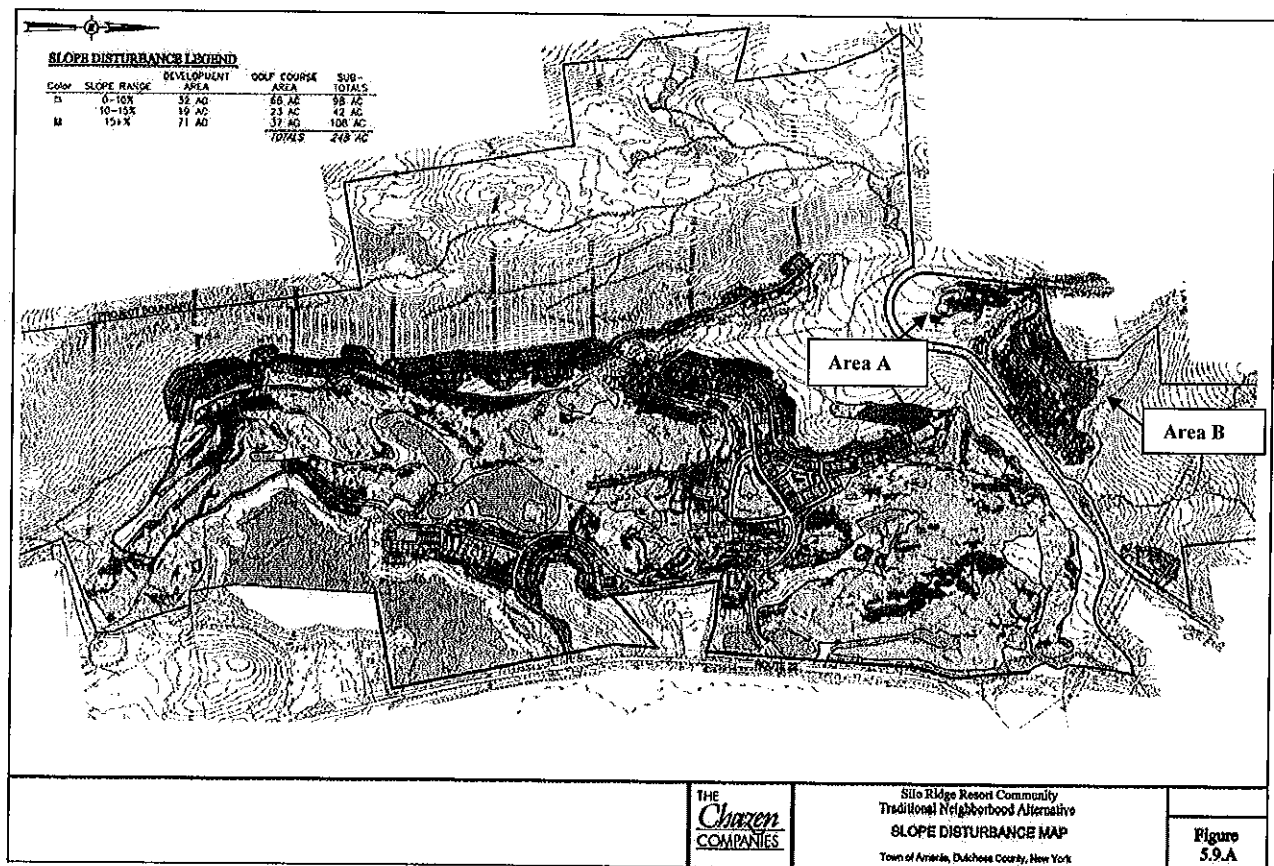 SLOPE DISTURBANCE LEGEND
Color SLOPE RANGE DEVELOPMENT AREA GOLF COURSE AREA SUB-TOTALS
0-10% 32 AC 66 AC 98 AC
10-15% 19 AC 23 AC 42 AC
15+% 71 AC 37 AC 108 AC
TOTALS 248 AC
Area A
Area B
THE
Chazen
COMPANIES
Silo Ridge Resort Community
Traditional Neighborhood Alternative
SLOPE DISTURBANCE MAP
Town of Amenia, Dutchess County, New York
Figure
5.9.A